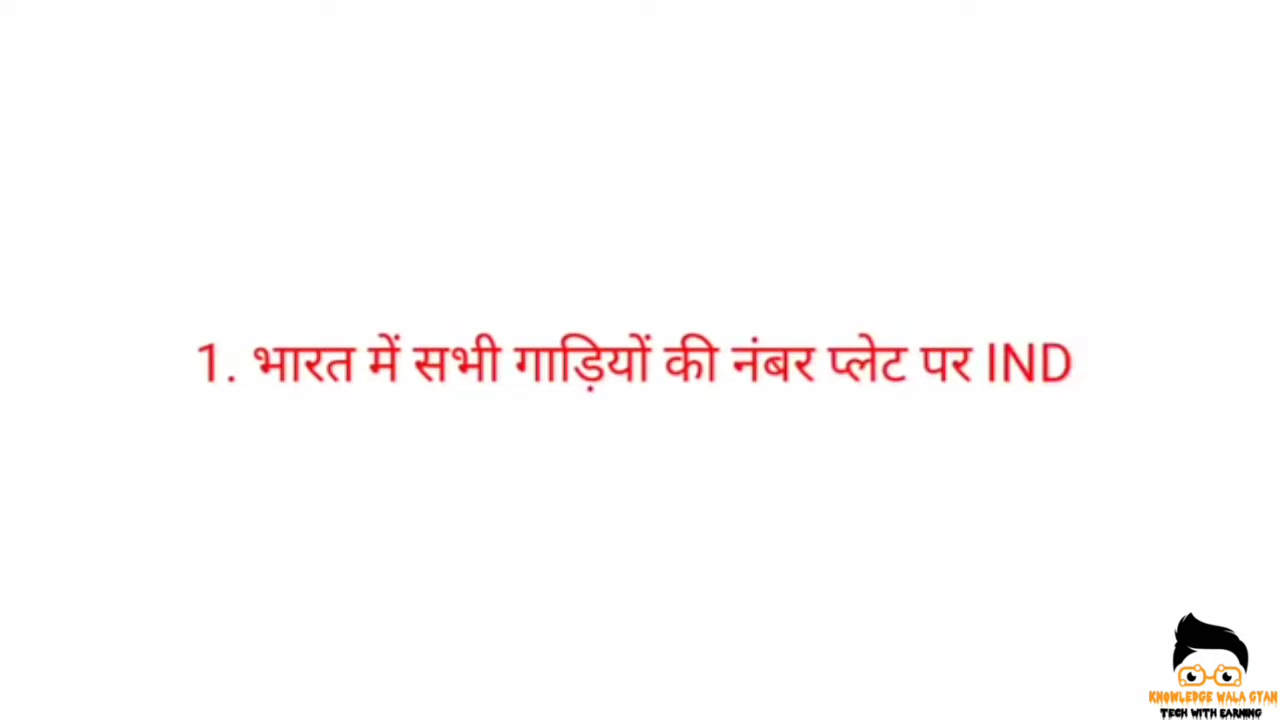 1. भारत में सभी गाड़ियों की नंबर प्लेट पर IND
KNOWLEDGE WALA GYAN
TECH WITH EARNING